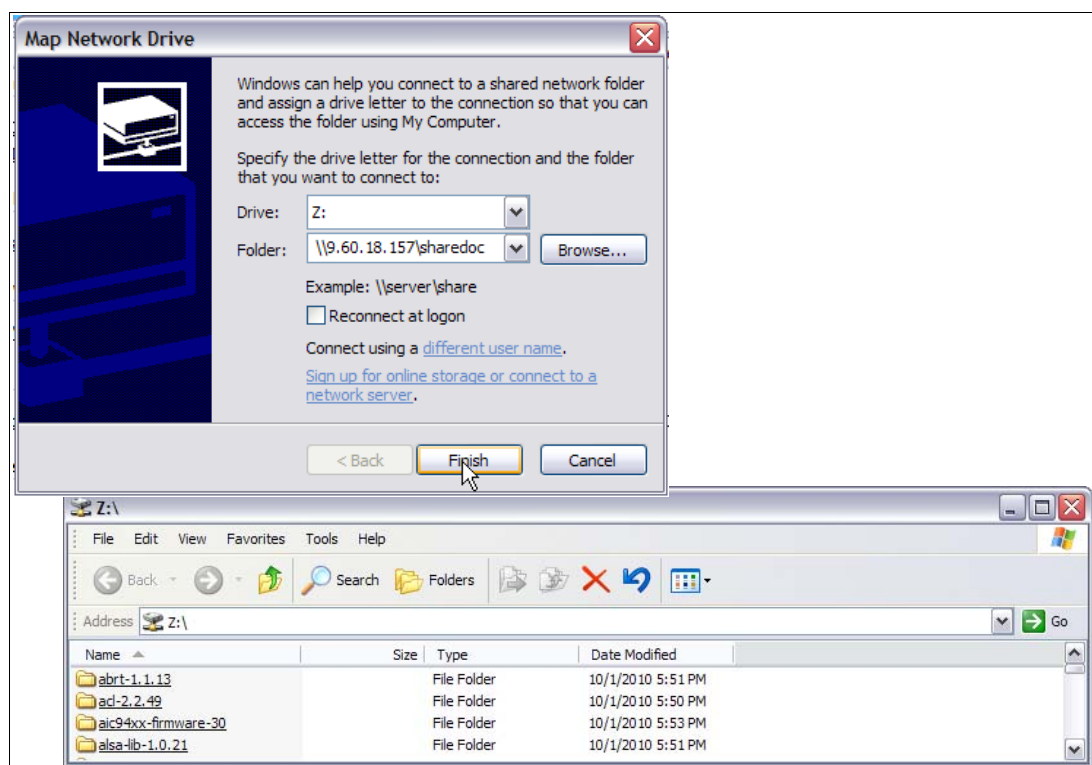 Map Network Drive
Windows can help you connect to a shared network folder
and assign a drive letter to the connection so that you can
access the folder using My Computer.
Specify the drive letter for the connection and the folder
that you want to connect to:
Drive: Z:
Folder: \\9.60.18.157\sharedoc Browse...
Example: \\server\share
Reconnect at logon
Connect using a different user name.
Sign up for online storage or connect to a
network server.
< Back Finish Cancel
Z:\
File Edit View Favorites Tools Help
Back Search Folders
Address Z:\ Go
Name Size Type Date Modified
abrt-1.1.13 File Folder 10/1/2010 5:51 PM
acl-2.2.49 File Folder 10/1/2010 5:50 PM
aic94xx-firmware-30 File Folder 10/1/2010 5:53 PM
alsa-lib-1.0.21 File Folder 10/1/2010 5:51 PM